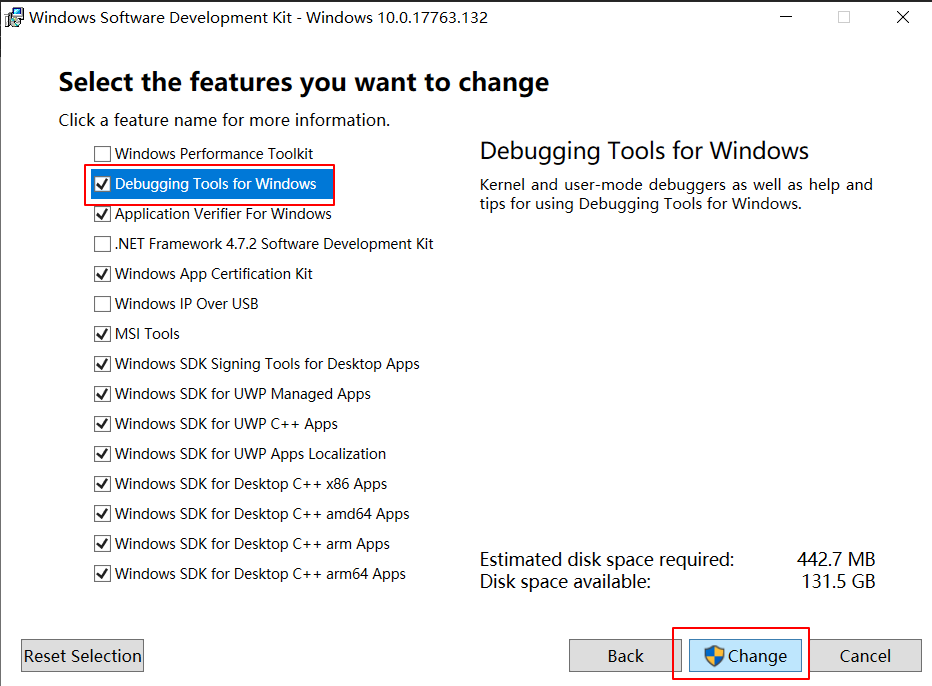 Windows Software Development Kit - Windows 10.0.17763.132
Select the features you want to change
Click a feature name for more information.
Windows Performance Toolkit
Debugging Tools for Windows
Application Verifier For Windows
.NET Framework 4.7.2 Software Development Kit
Windows App Certification Kit
Windows IP Over USB
MSI Tools
Windows SDK Signing Tools for Desktop Apps
Windows SDK for UWP Managed Apps
Windows SDK for UWP C++ Apps
Windows SDK for UWP Apps Localization
Windows SDK for Desktop C++ x86 Apps
Windows SDK for Desktop C++ amd64 Apps
Windows SDK for Desktop C++ arm Apps
Windows SDK for Desktop C++ arm64 Apps
Debugging Tools for Windows
Kernel and user-mode debuggers as well as help and
tips for using Debugging Tools for Windows.
Estimated disk space required: 442.7 MB
Disk space available: 131.5 GB
Reset Selection
Back
Change
Cancel